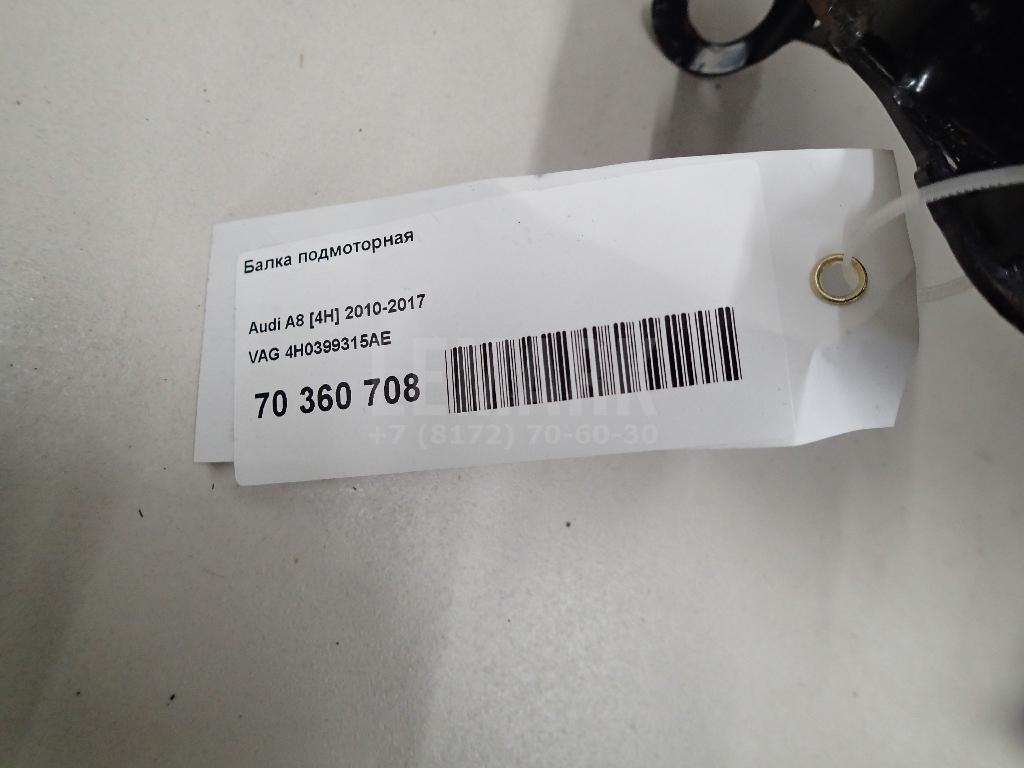 Балка подмоторная
Audi A8 [4H] 2010-2017
VAG 4H0399315AE
70 360 708
+7 (8172) 70-60-30